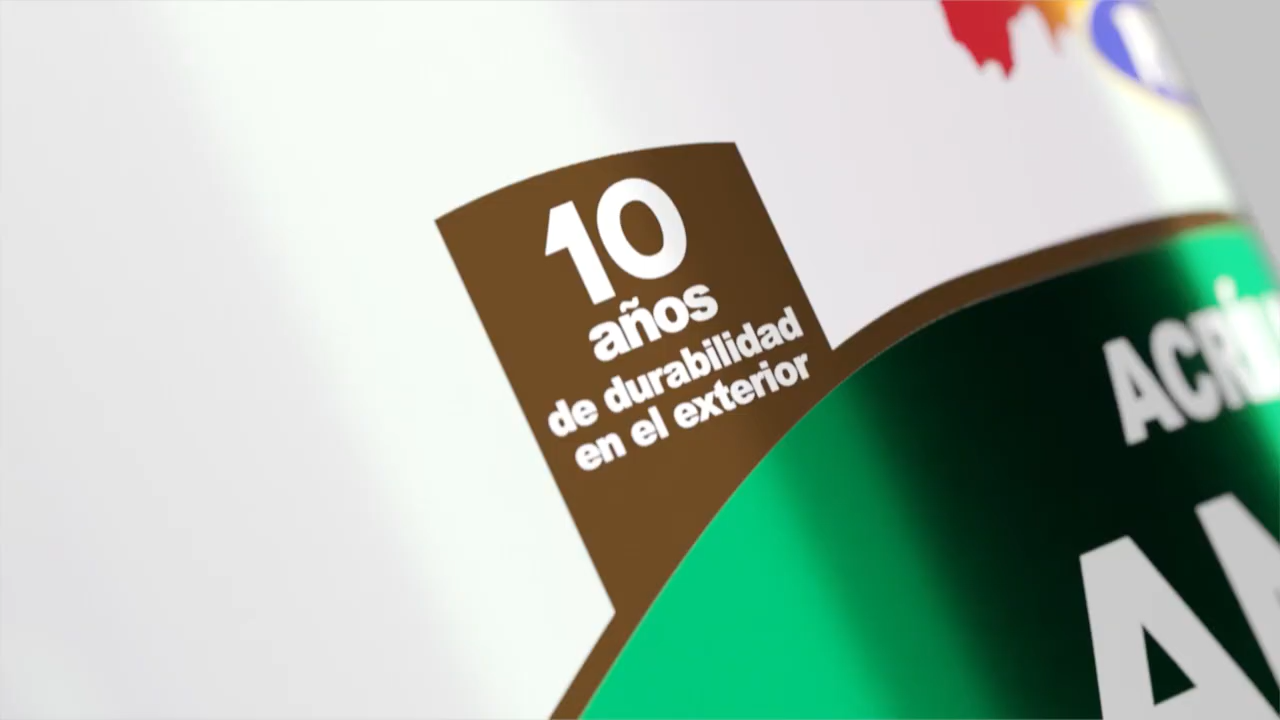 10
años
de durabilidad
en el exterior